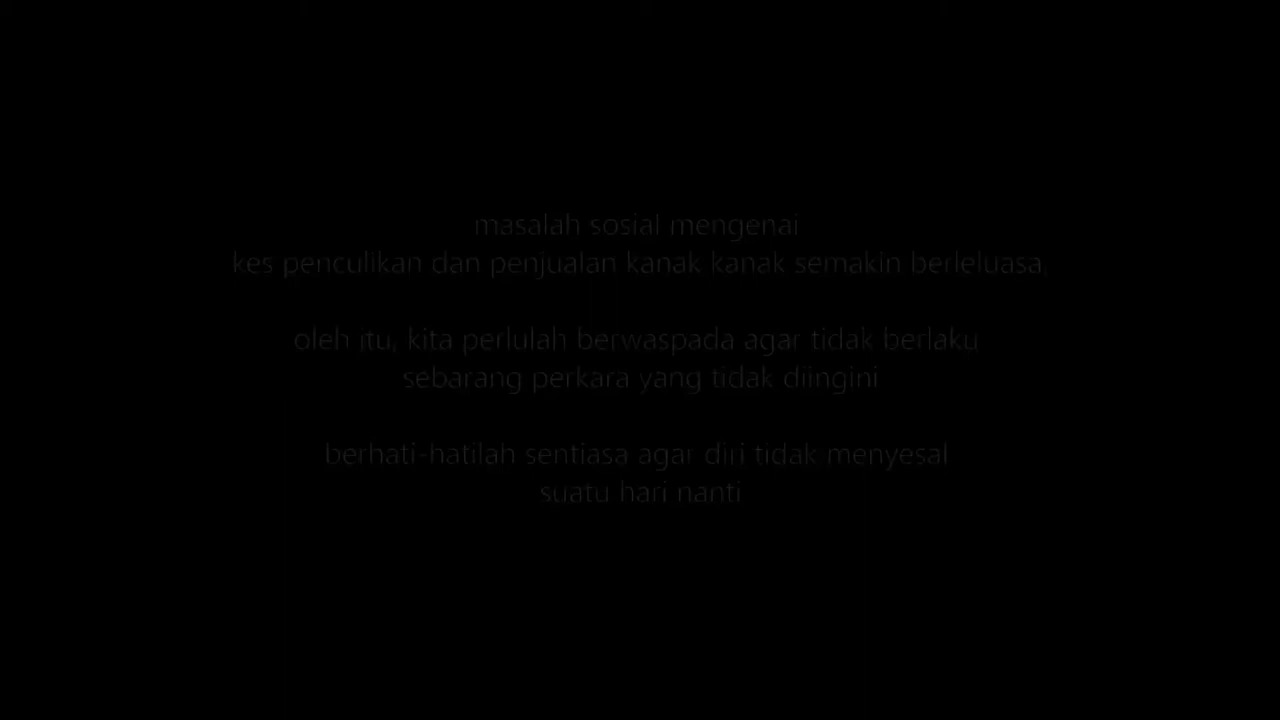 masalah sosial mengenai
kes penculikan dan penjualan kanak kanak semakin berleluasa,
oleh itu, kita perlulah berwaspada agar tidak berlaku
sebarang perkara yang tidak diingini
berhati-hatilah sentiasa agar diri tidak menyesal
suatu hari nanti